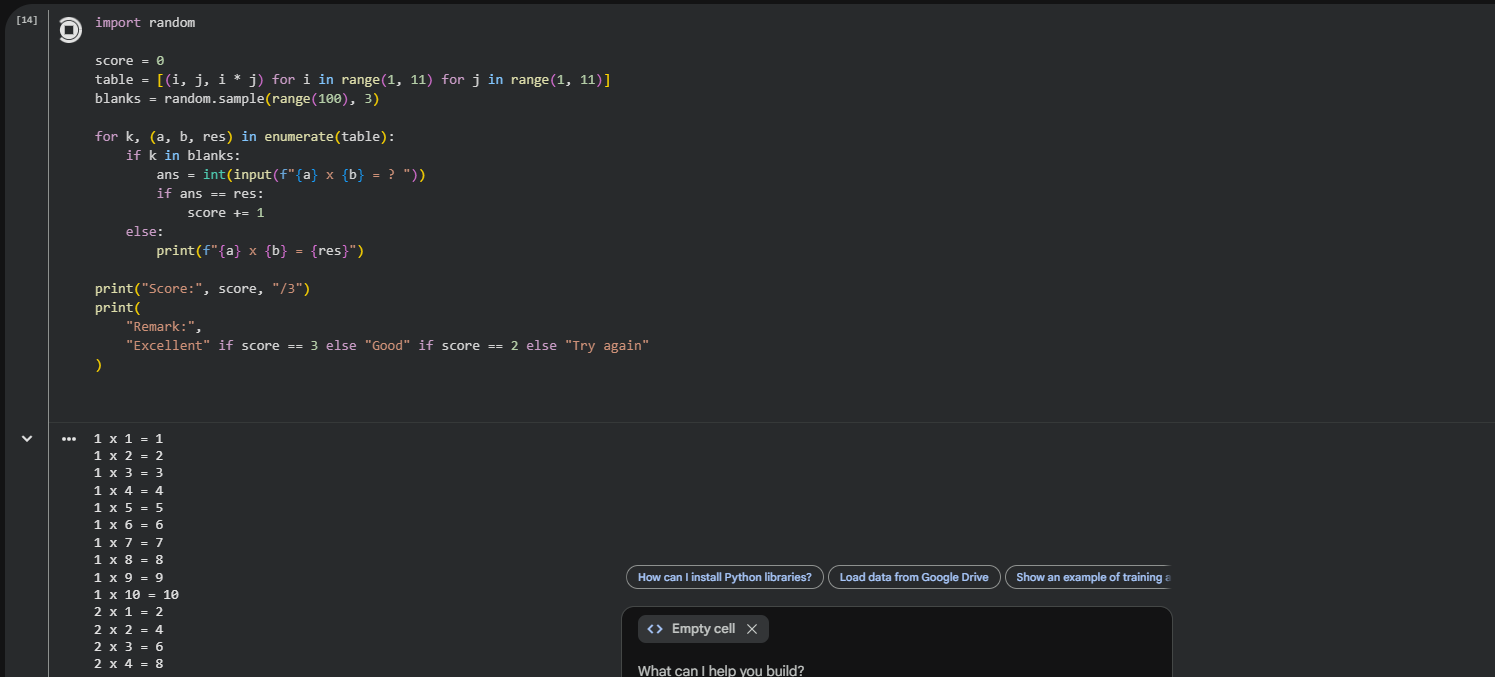 [14]
import random
score = 0
table = [(i, j, i * j) for i in range(1, 11) for j in range(1, 11)]
blanks = random.sample(range(100), 3)
for k, (a, b, res) in enumerate(table):
    if k in blanks:
        ans = int(input(f"{a} x {b} = ? "))
        if ans == res:
            score += 1
    else:
        print(f"{a} x {b} = {res}")
print("Score:", score, "/3")
print(
    "Remark:",
    "Excellent" if score == 3 else "Good" if score == 2 else "Try again"
)
1 x 1 = 1
1 x 2 = 2
1 x 3 = 3
1 x 4 = 4
1 x 5 = 5
1 x 6 = 6
1 x 7 = 7
1 x 8 = 8
1 x 9 = 9
1 x 10 = 10
2 x 1 = 2
2 x 2 = 4
2 x 3 = 6
2 x 4 = 8
How can I install Python libraries?
Load data from Google Drive
Show an example of training a
<> Empty cell
What can I help you build?